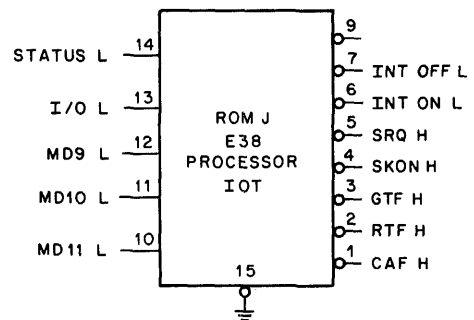 9
STATUS L 14
7 INT OFF L
6 INT ON L
I/O L 13
ROM J
E38
PROCESSOR
IOT
5 SRQ H
MD9 L 12
4 SKON H
MD10 L 11
3 GTF H
2 RTF H
MD11 L 10
1 CAF H
15